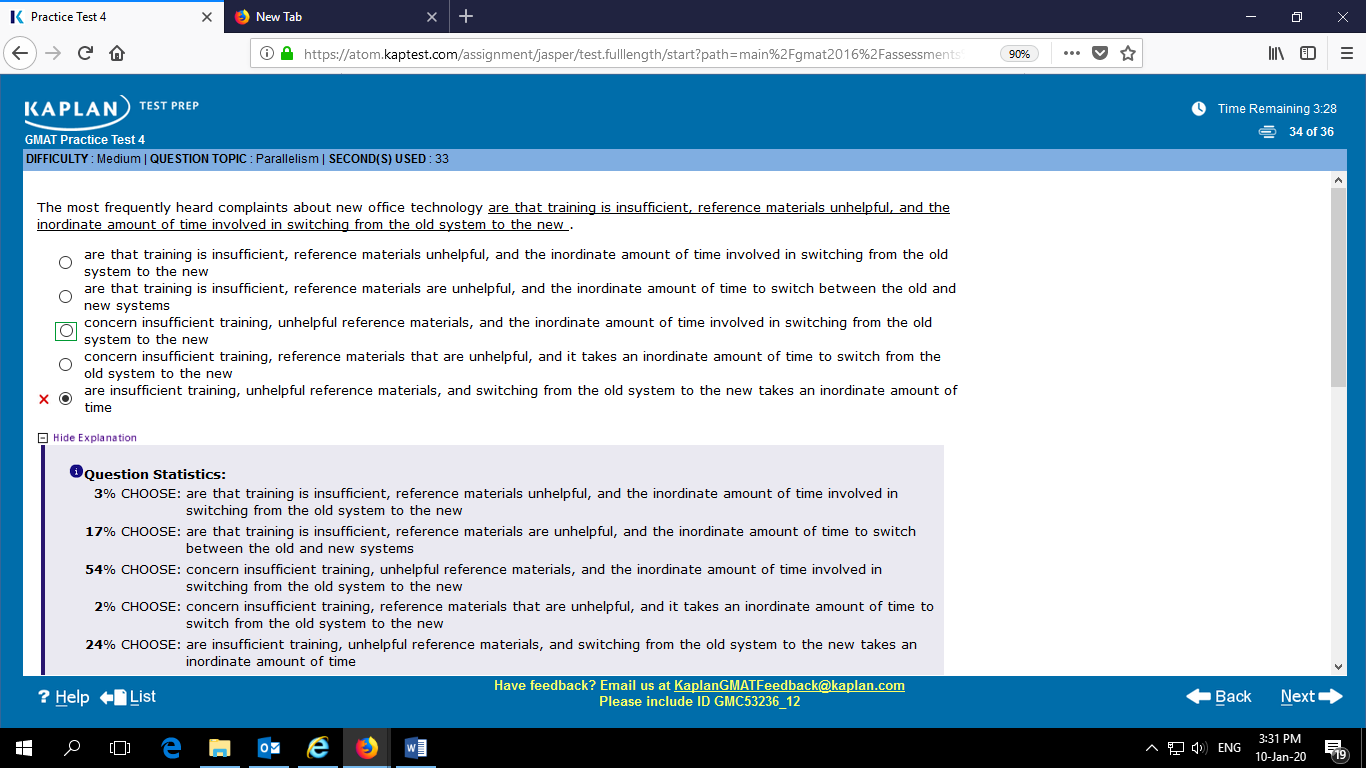 Practice Test 4
New Tab
https://atom.kaptest.com/assignment/jasper/test.fulllength/start?path=main%2Fgmat2016%2Fassessments
90%
KAPLAN TEST PREP
GMAT Practice Test 4
Time Remaining 3:28
34 of 36
DIFFICULTY : Medium | QUESTION TOPIC : Parallelism | SECOND(S) USED : 33
The most frequently heard complaints about new office technology are that training is insufficient, reference materials unhelpful, and the
inordinate amount of time involved in switching from the old system to the new .
are that training is insufficient, reference materials unhelpful, and the inordinate amount of time involved in switching from the old
system to the new
are that training is insufficient, reference materials are unhelpful, and the inordinate amount of time to switch between the old and
new systems
concern insufficient training, unhelpful reference materials, and the inordinate amount of time involved in switching from the old
system to the new
concern insufficient training, reference materials that are unhelpful, and it takes an inordinate amount of time to switch from the
old system to the new
are insufficient training, unhelpful reference materials, and switching from the old system to the new takes an inordinate amount of
time
Hide Explanation
Question Statistics:
3% CHOOSE: are that training is insufficient, reference materials unhelpful, and the inordinate amount of time involved in
switching from the old system to the new
17% CHOOSE: are that training is insufficient, reference materials are unhelpful, and the inordinate amount of time to switch
between the old and new systems
54% CHOOSE: concern insufficient training, unhelpful reference materials, and the inordinate amount of time involved in
switching from the old system to the new
2% CHOOSE: concern insufficient training, reference materials that are unhelpful, and it takes an inordinate amount of time to
switch from the old system to the new
24% CHOOSE: are insufficient training, unhelpful reference materials, and switching from the old system to the new takes an
inordinate amount of time
? Help
List
Have feedback? Email us at KaplanGMATFeedback@kaplan.com
Please include ID GMC53236_12
Back
Next
ENG
3:31 PM
10-Jan-20
19